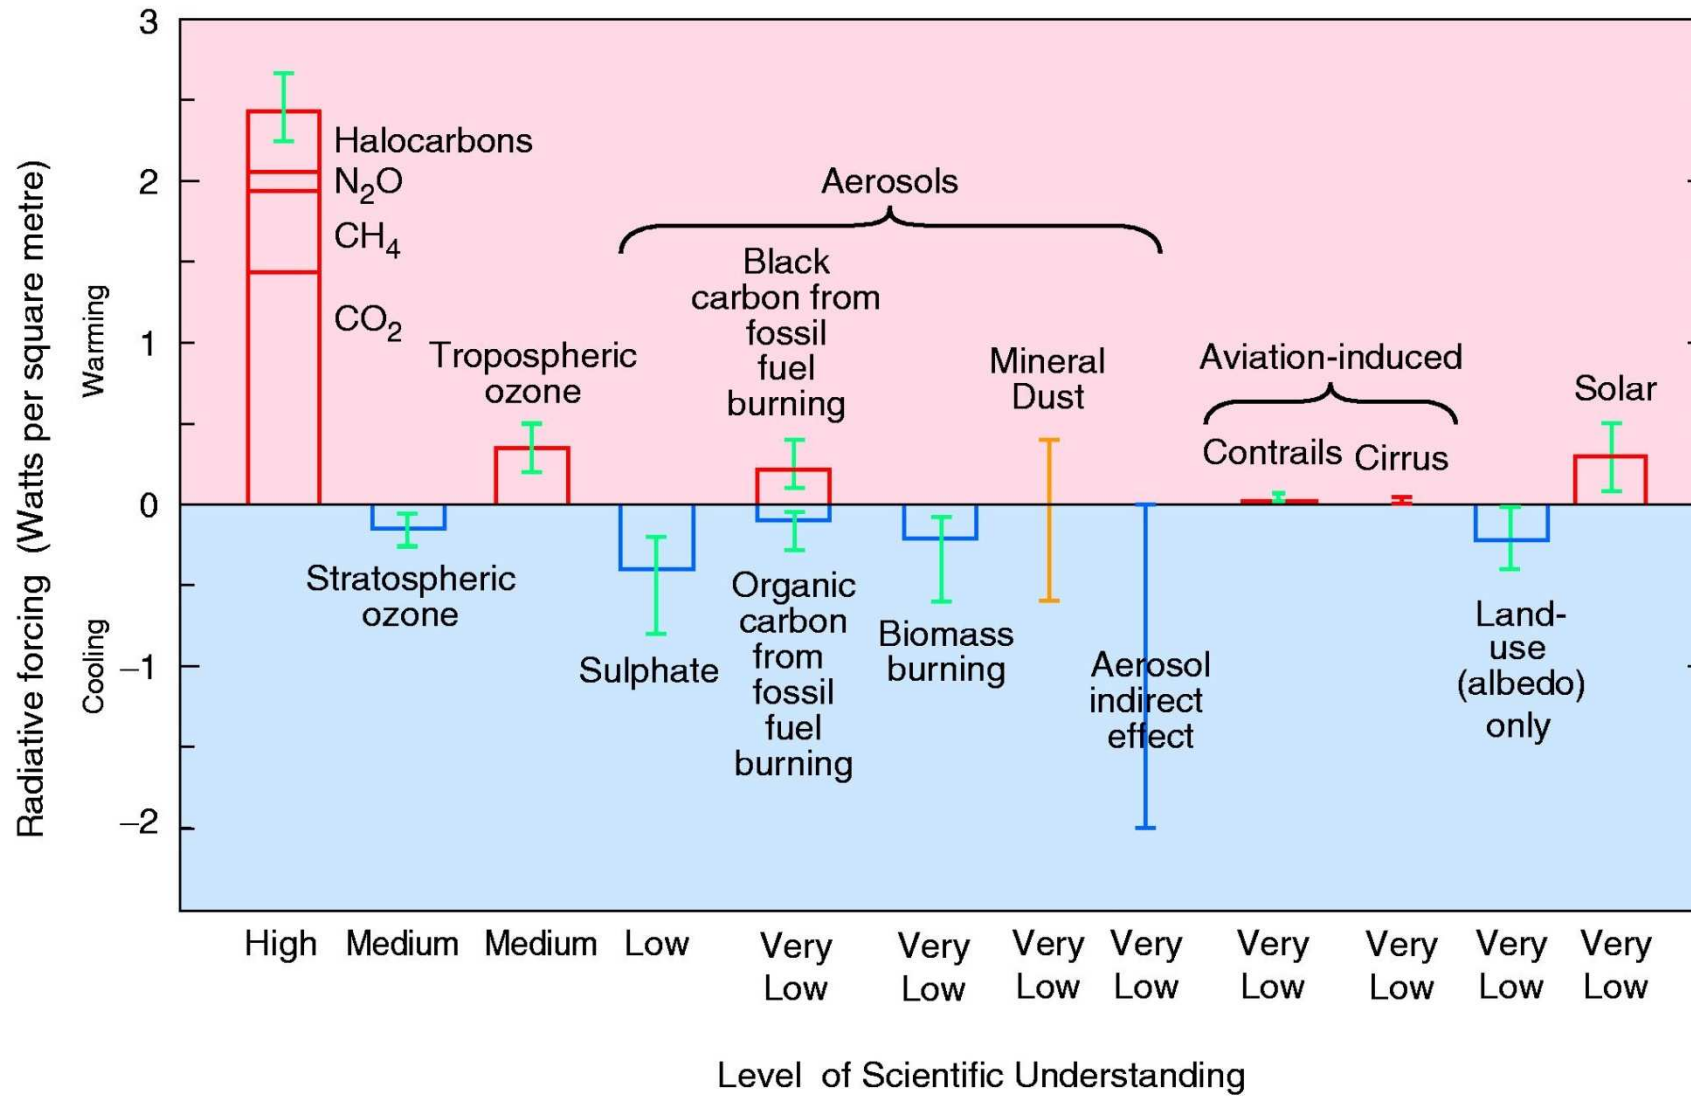 Radiative forcing (Watts per square metre)
Warming
Cooling
3
2
1
0
–1
–2
Halocarbons
N₂O
CH₄
CO₂
Stratospheric
ozone
Tropospheric
ozone
Aerosols
Sulphate
Black
carbon from
fossil
fuel
burning
Organic
carbon
from
fossil
fuel
burning
Biomass
burning
Mineral
Dust
Aerosol
indirect
effect
Aviation-induced
Contrails
Cirrus
Land-
use
(albedo)
only
Solar
High
Medium
Medium
Low
Very
Low
Very
Low
Very
Low
Very
Low
Very
Low
Very
Low
Very
Low
Very
Low
Level of Scientific Understanding